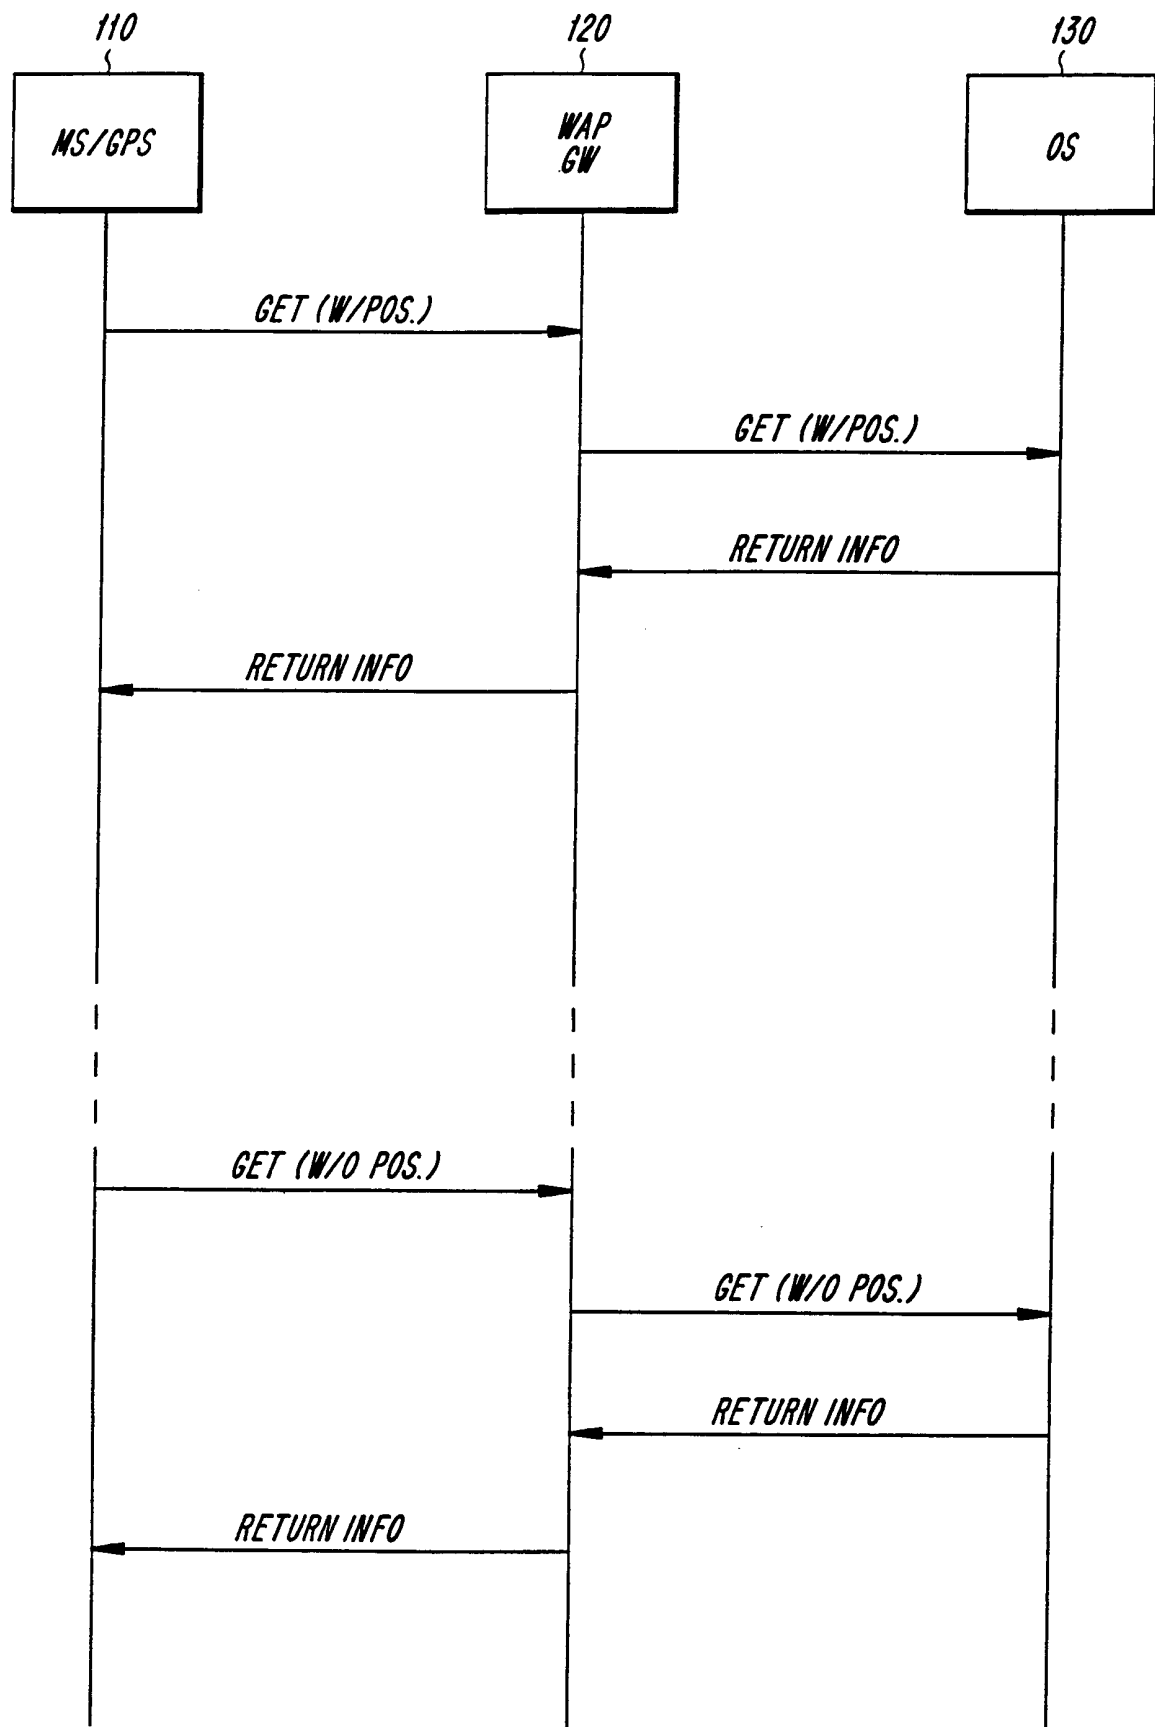 110
120
130
MS/GPS
WAP
GW
OS
GET (W/POS.)
GET (W/POS.)
RETURN INFO
RETURN INFO
GET (W/O POS.)
GET (W/O POS.)
RETURN INFO
RETURN INFO